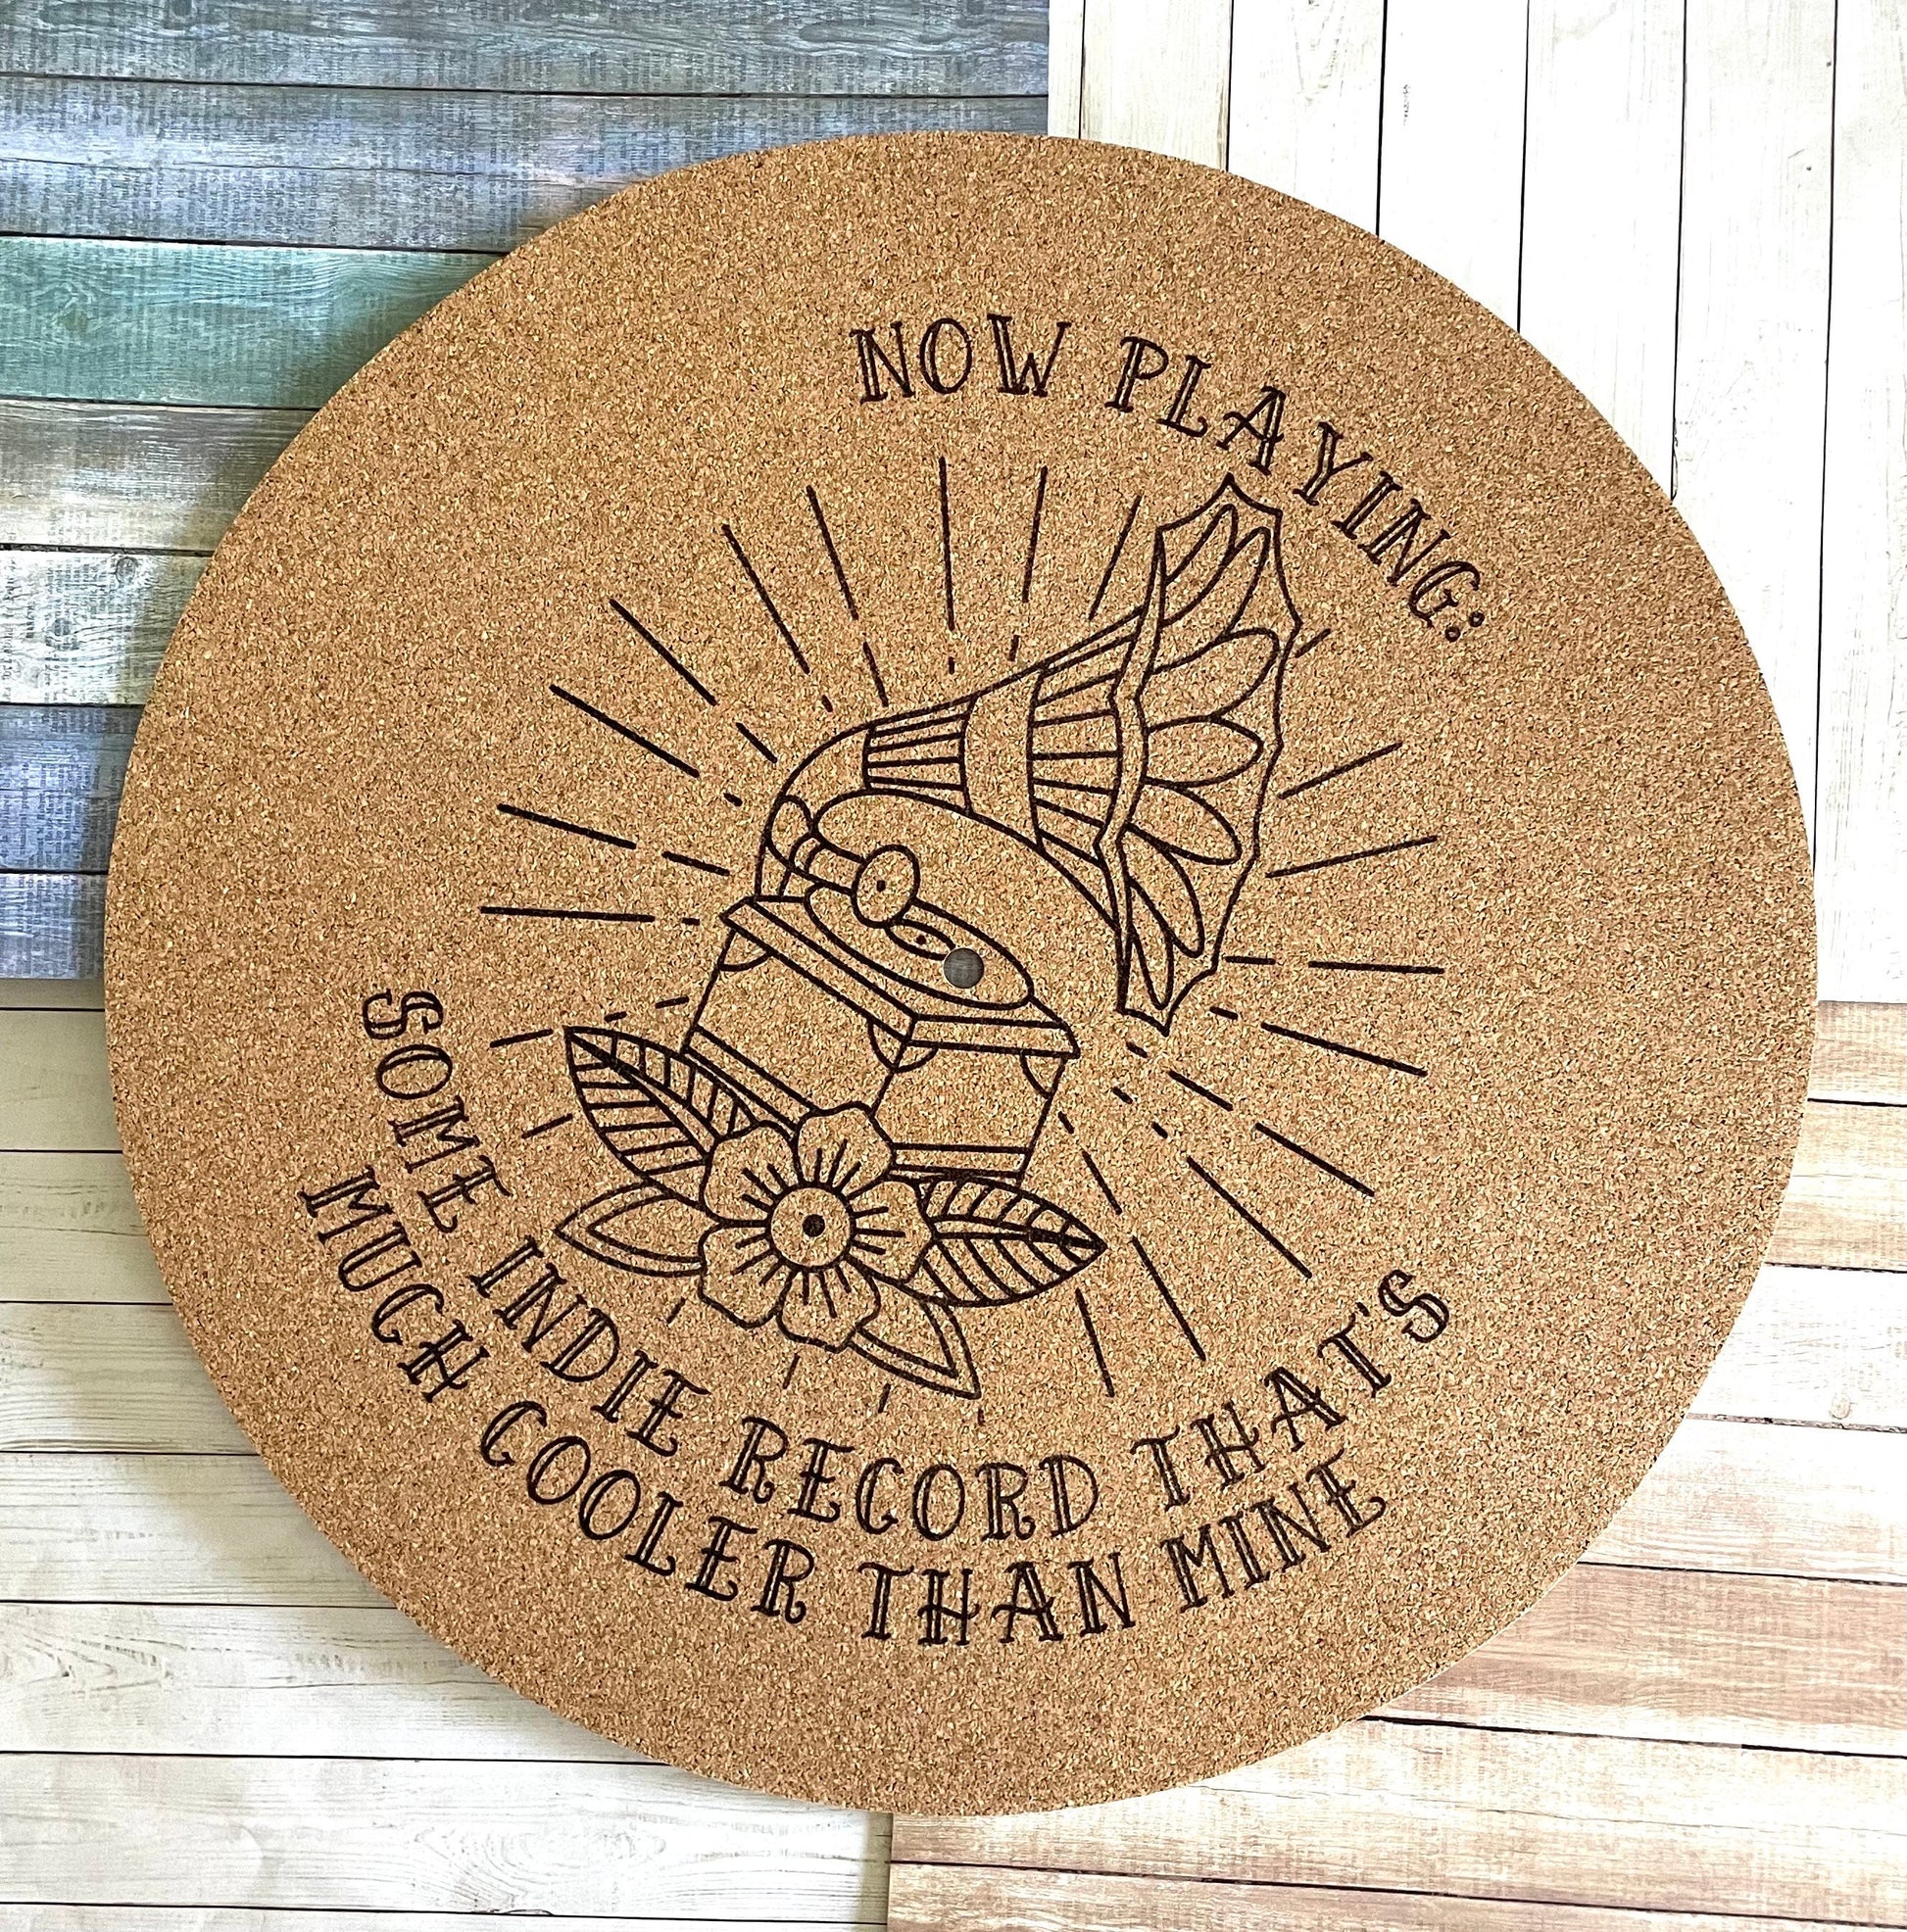 NOW PLAYING:
SOME INDIE RECORD THAT'S
MUCH COOLER THAN MINE